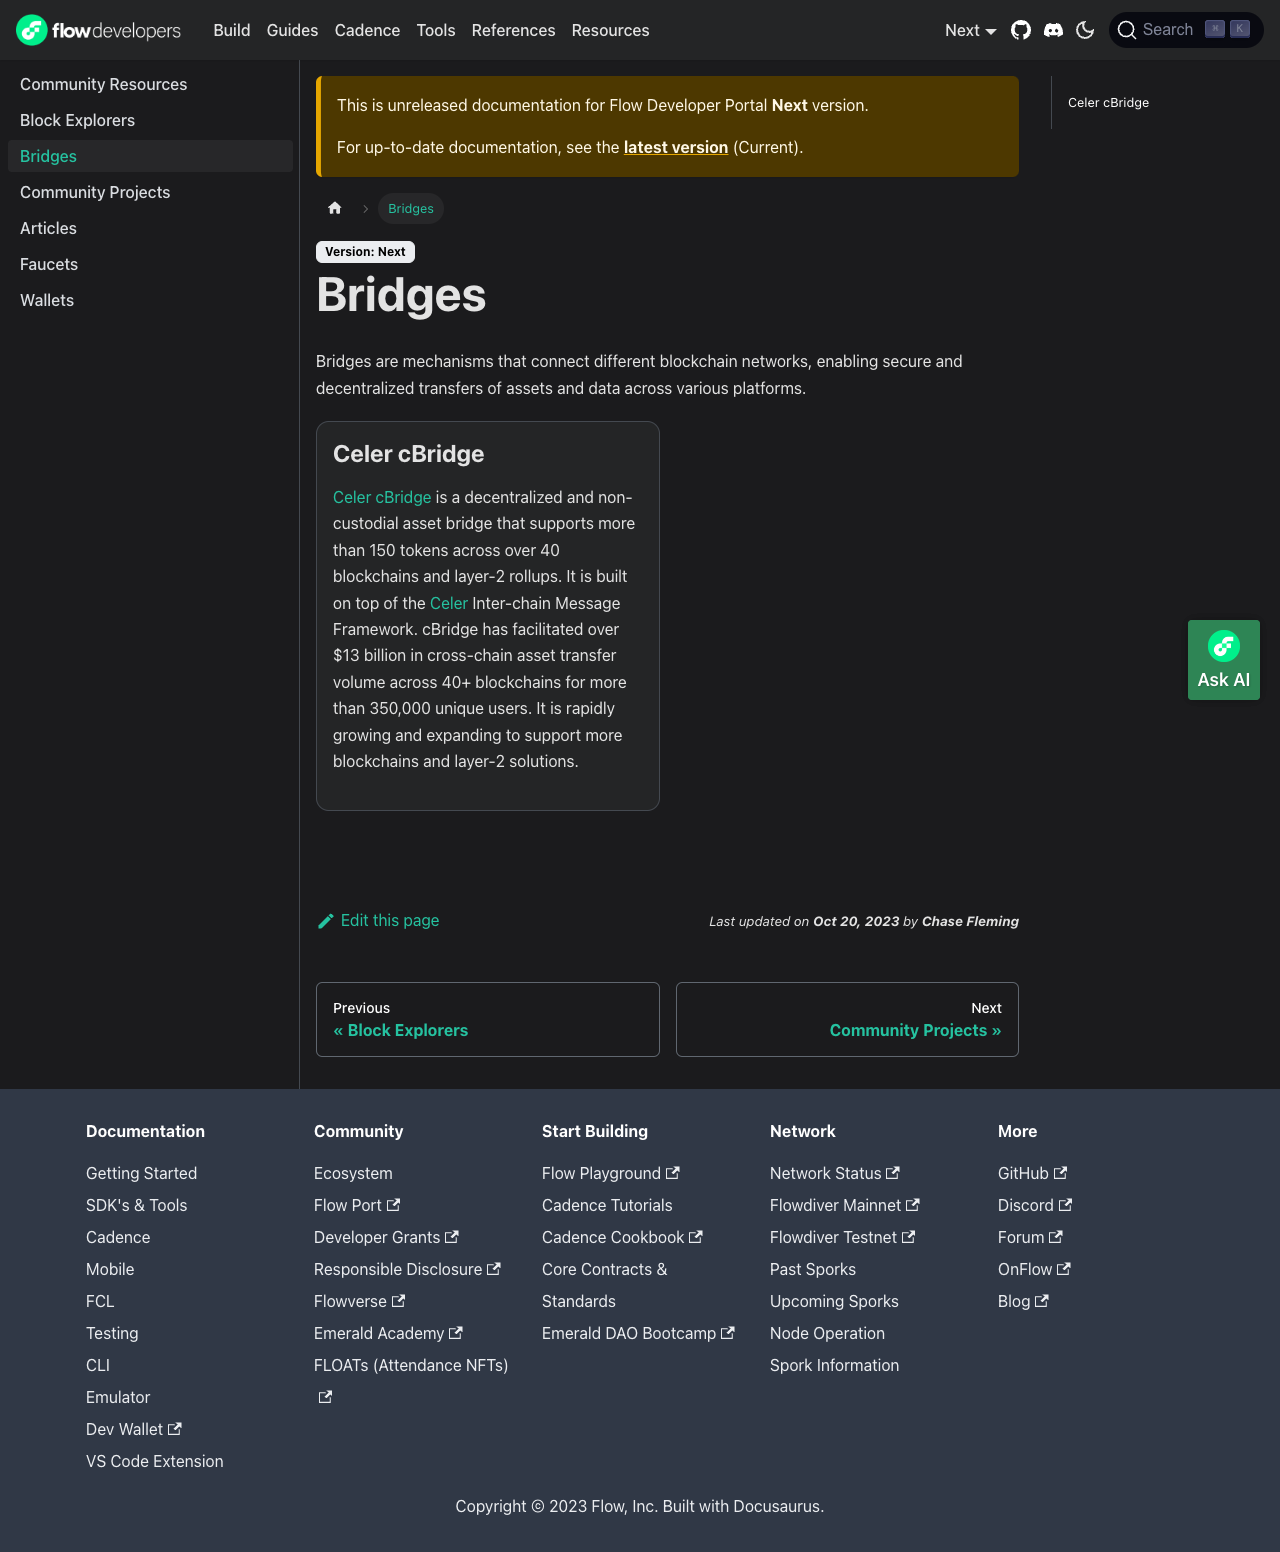 flowdevelopers
Build
Guides
Cadence
Tools
References
Resources
Next
Search
⌘ K
Community Resources
Block Explorers
Bridges
Community Projects
Articles
Faucets
Wallets
This is unreleased documentation for Flow Developer Portal Next version.
For up-to-date documentation, see the latest version (Current).
Bridges
Version: Next
Bridges
Bridges are mechanisms that connect different blockchain networks, enabling secure and
decentralized transfers of assets and data across various platforms.
Celer cBridge
Celer cBridge is a decentralized and non-
custodial asset bridge that supports more
than 150 tokens across over 40
blockchains and layer-2 rollups. It is built
on top of the Celer Inter-chain Message
Framework. cBridge has facilitated over
$13 billion in cross-chain asset transfer
volume across 40+ blockchains for more
than 350,000 unique users. It is rapidly
growing and expanding to support more
blockchains and layer-2 solutions.
Celer cBridge
Ask AI
Edit this page
Last updated on Oct 20, 2023 by Chase Fleming
Previous
« Block Explorers
Next
Community Projects »
Documentation
Getting Started
SDK's & Tools
Cadence
Mobile
FCL
Testing
CLI
Emulator
Dev Wallet
VS Code Extension
Community
Ecosystem
Flow Port
Developer Grants
Responsible Disclosure
Flowverse
Emerald Academy
FLOATs (Attendance NFTs)
Start Building
Flow Playground
Cadence Tutorials
Cadence Cookbook
Core Contracts &
Standards
Emerald DAO Bootcamp
Network
Network Status
Flowdiver Mainnet
Flowdiver Testnet
Past Sporks
Upcoming Sporks
Node Operation
Spork Information
More
GitHub
Discord
Forum
OnFlow
Blog
Copyright © 2023 Flow, Inc. Built with Docusaurus.